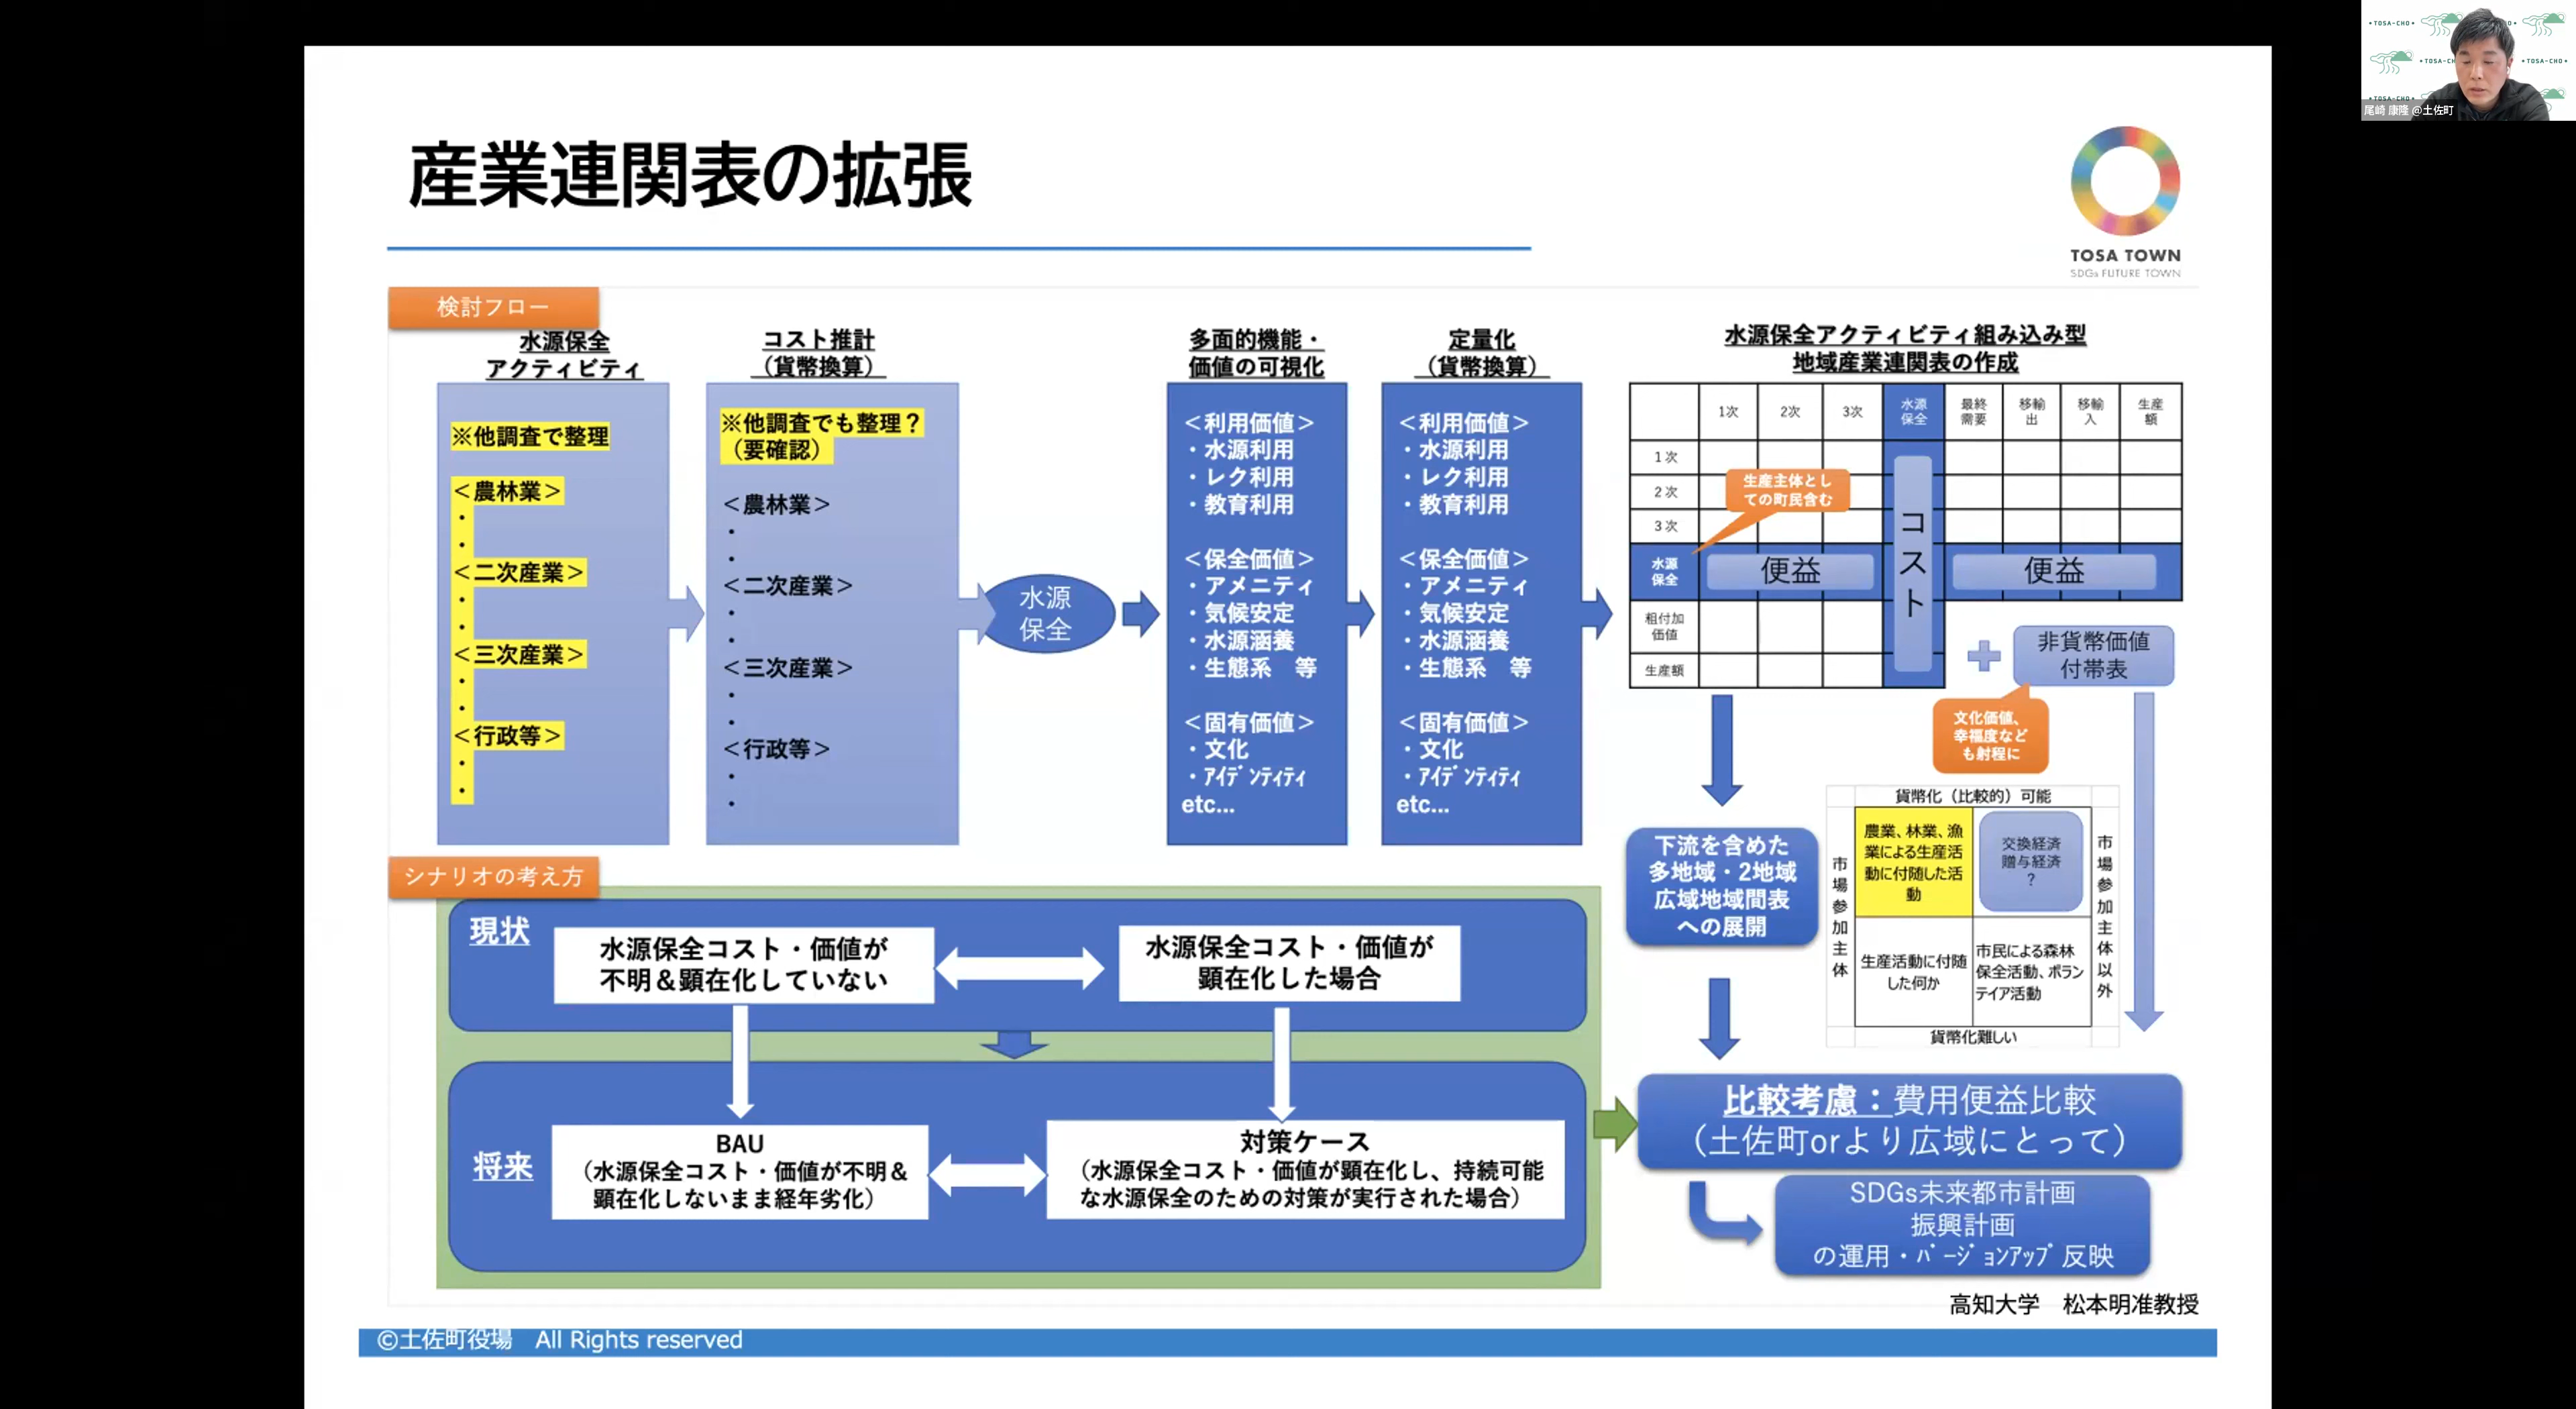 尾崎 康隆@土佐町
産業連関表の拡張
TOSA TOWN
SDGs FUTURE TOWN
検討フロー
水源保全
アクティビティ
※他調査で整理
＜農林業＞
・
・
＜二次産業＞
・
・
＜三次産業＞
・
・
＜行政等＞
・
・
コスト推計
（貨幣換算）
※他調査でも整理？
（要確認）
＜農林業＞
・
・
＜二次産業＞
・
・
＜三次産業＞
・
・
＜行政等＞
・
・
水源
保全
多面的機能・
価値の可視化
＜利用価値＞
・水源利用
・レク利用
・教育利用
＜保全価値＞
・アメニティ
・気候安定
・水源涵養
・生態系　等
＜固有価値＞
・文化
・ｱｲﾃﾞﾝﾃｨﾃｨ
etc...
定量化
（貨幣換算）
＜利用価値＞
・水源利用
・レク利用
・教育利用
＜保全価値＞
・アメニティ
・気候安定
・水源涵養
・生態系　等
＜固有価値＞
・文化
・ｱｲﾃﾞﾝﾃｨﾃｨ
etc...
水源保全アクティビティ組み込み型
地域産業連関表の作成
1次 2次 3次 水源保全 最終需要 移輸出 移輸入 生産額
1次
2次
3次
水源保全
粗付加価値
生産額
生産主体とし
ての町民含む
コスト
便益
便益
非貨幣価値
付帯表
文化価値、
幸福度など
も射程に
下流を含めた
多地域・2地域
広域地域間表
への展開
貨幣化（比較的）可能
市場参加主体
農業、林業、漁
業による生産活
動に付随した活
動
交換経済
贈与経済
？
生産活動に付随
した何か
市民による森林
保全活動、ボラン
テイア活動
市場参加主体以外
貨幣化難しい
シナリオの考え方
現状
水源保全コスト・価値が
不明＆顕在化していない
水源保全コスト・価値が
顕在化した場合
将来
BAU
（水源保全コスト・価値が不明＆
顕在化しないまま経年劣化）
対策ケース
（水源保全コスト・価値が顕在化し、持続可能
な水源保全のための対策が実行された場合）
比較考慮：費用便益比較
（土佐町orより広域にとって）
SDGs未来都市計画
振興計画
の運用・ﾊﾞｰｼﾞｮﾝｱｯﾌﾟ反映
高知大学　松本明准教授
©土佐町役場　All Rights reserved